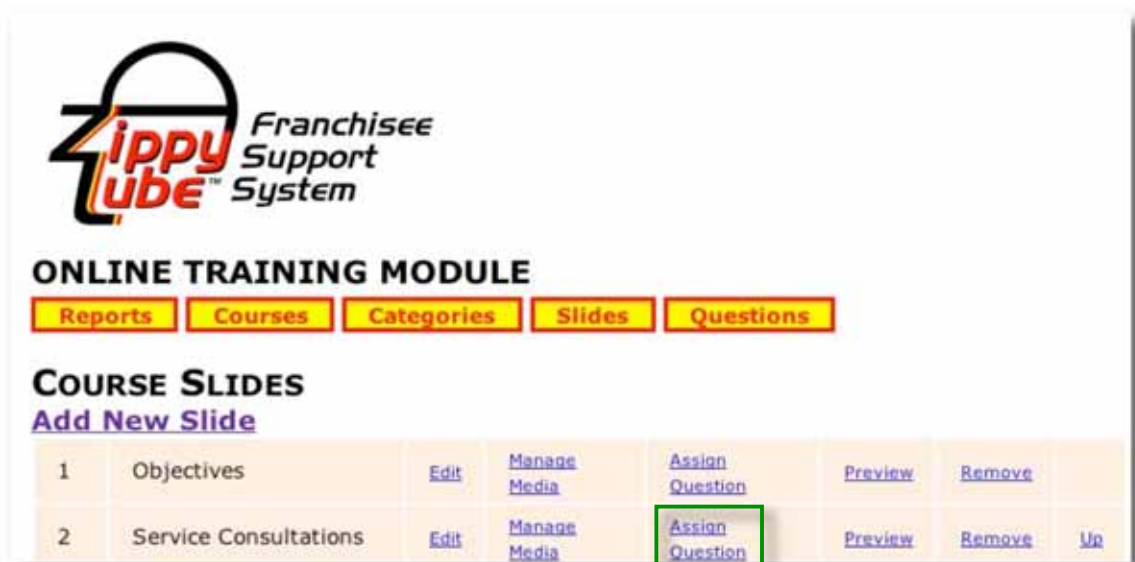 Zippy Franchisee
Tube™ Support
System
ONLINE TRAINING MODULE
Reports Courses Categories Slides Questions
COURSE SLIDES
Add New Slide
1 Objectives Edit Manage Media Assign Question Preview Remove
2 Service Consultations Edit Manage Media Assign Question Preview Remove Up